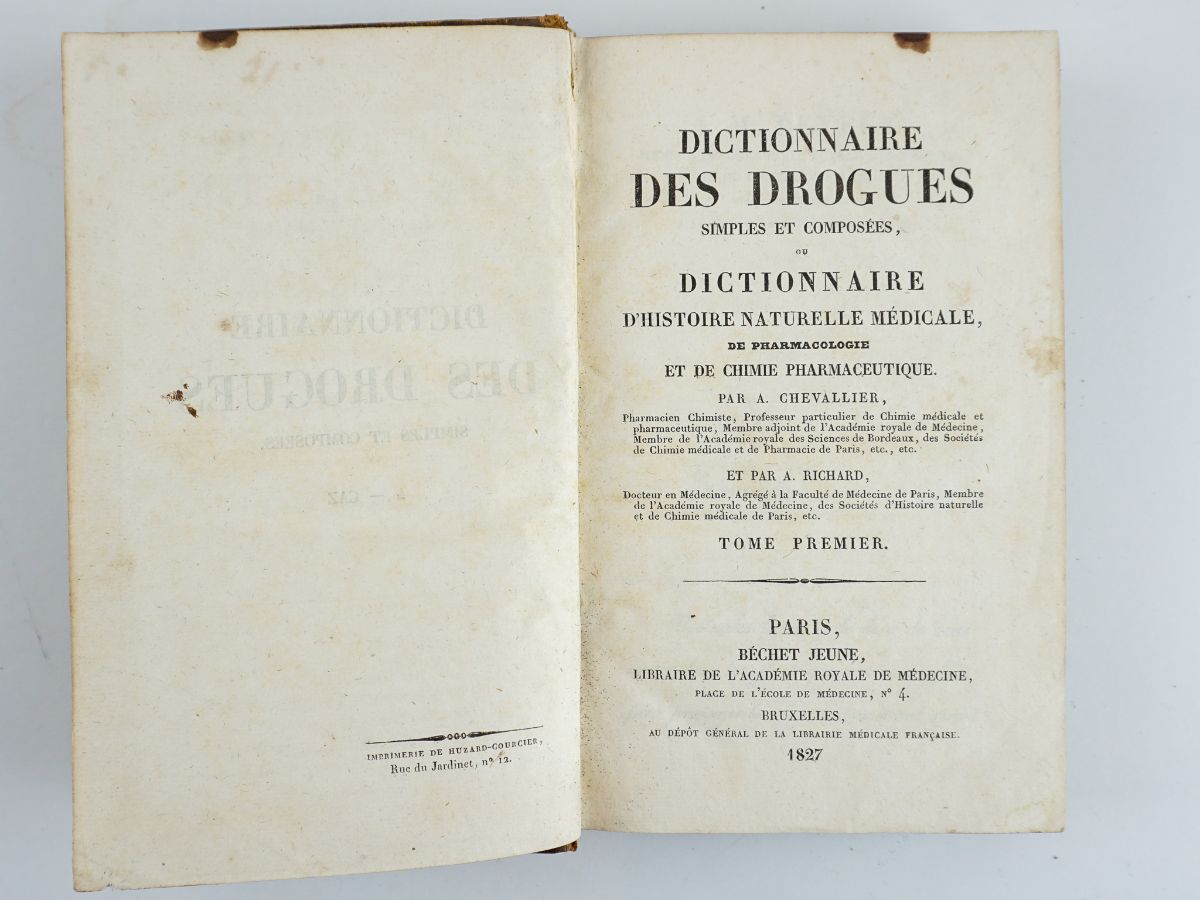 IMPRIMERIE DE HUZARD-COURCIER,
Rue du Jardinet, nº 12.
DICTIONNAIRE
DES DROGUES
SIMPLES ET COMPOSÉES,
OU
DICTIONNAIRE
D'HISTOIRE NATURELLE MÉDICALE,
DE PHARMACOLOGIE
ET DE CHIMIE PHARMACEUTIQUE.
PAR A. CHEVALLIER,
Pharmacien Chimiste, Professeur particulier de Chimie médicale et
pharmaceutique, Membre adjoint de l'Académie royale de Médecine,
Membre de l'Académie royale des Sciences de Bordeaux, des Sociétés
de Chimie médicale et de Pharmacie de Paris, etc., etc.
ET PAR A. RICHARD,
Docteur en Médecine, Agrégé à la Faculté de Médecine de Paris, Membre
de l'Académie royale de Médecine, des Sociétés d'Histoire naturelle
et de Chimie médicale de Paris, etc.
TOME PREMIER.
PARIS,
BÉCHET JEUNE,
LIBRAIRE DE L'ACADÉMIE ROYALE DE MÉDECINE,
PLACE DE L'ÉCOLE DE MÉDECINE, Nº 4.
BRUXELLES,
AU DÉPÔT GÉNÉRAL DE LA LIBRAIRIE MÉDICALE FRANÇAISE.
1827